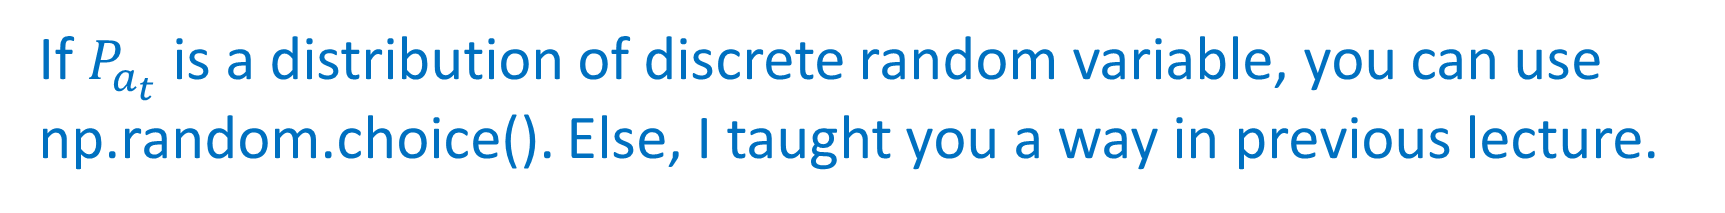 If $P_{a_t}$ is a distribution of discrete random variable, you can use
np.random.choice(). Else, I taught you a way in previous lecture.